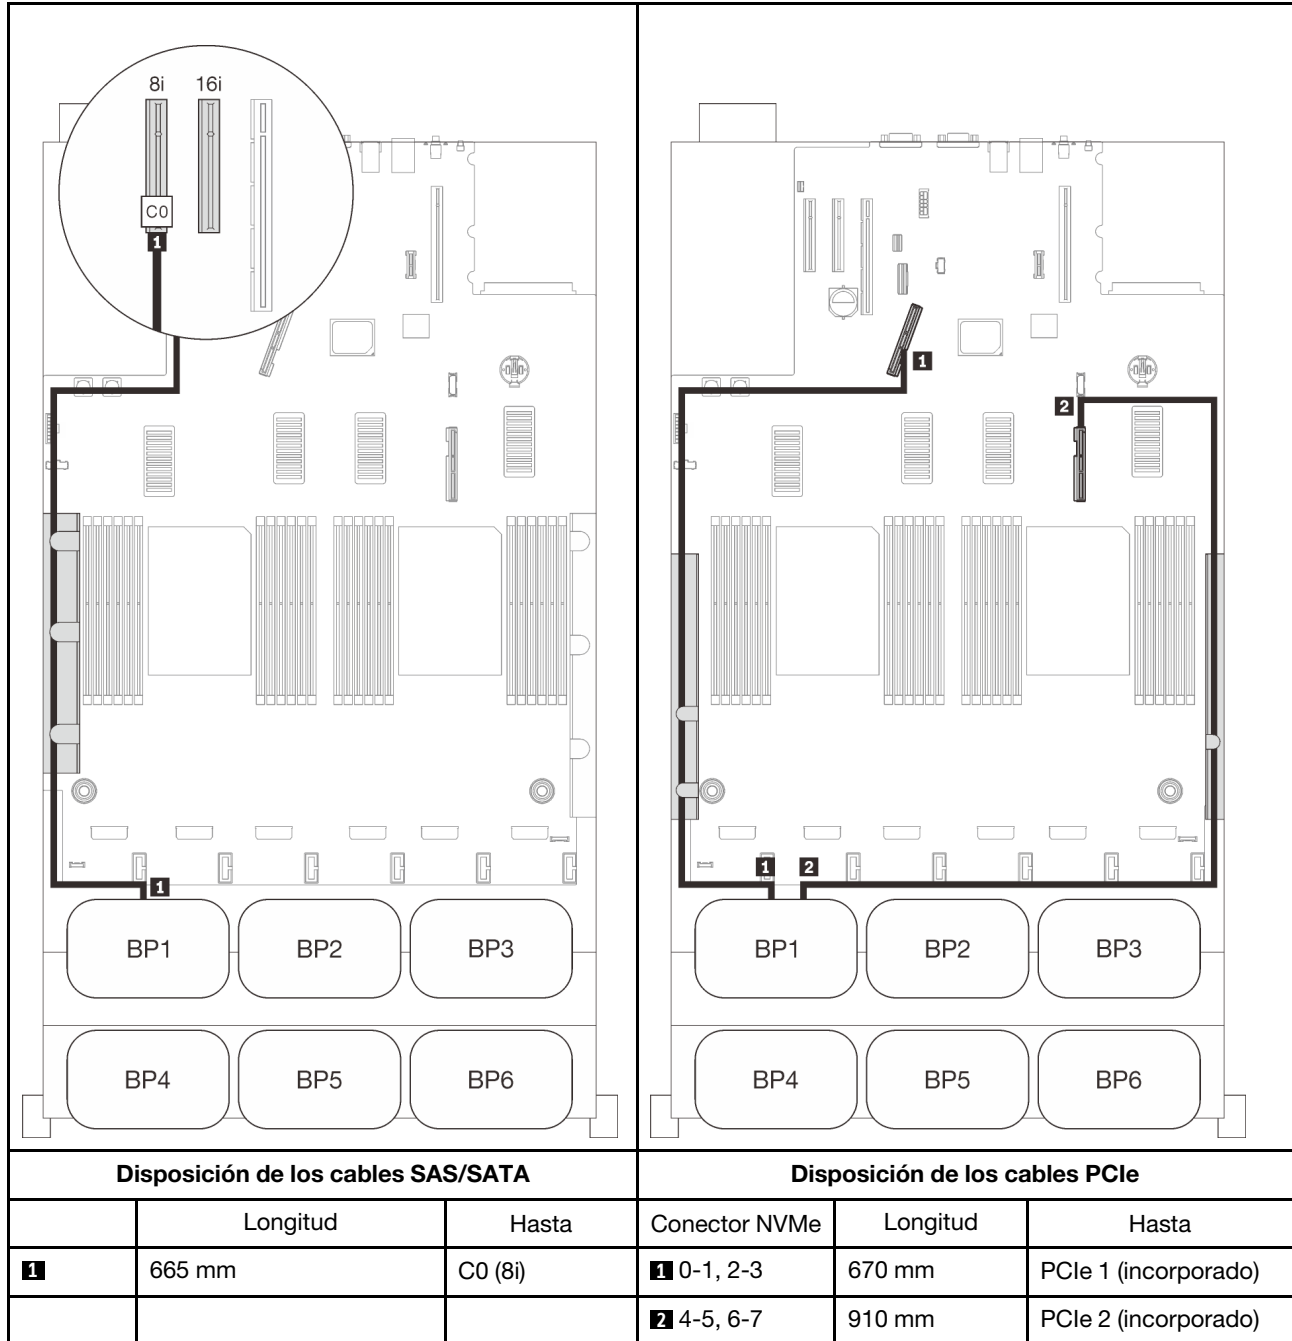 8i 16i
C0
1
1
BP1 BP2 BP3
BP4 BP5 BP6
1
2
1 2
BP1 BP2 BP3
BP4 BP5 BP6
Disposición de los cables SAS/SATA
Disposición de los cables PCIe
Longitud Hasta Conector NVMe Longitud Hasta
1 665 mm C0 (8i) 1 0-1, 2-3 670 mm PCIe 1 (incorporado)
2 4-5, 6-7 910 mm PCIe 2 (incorporado)